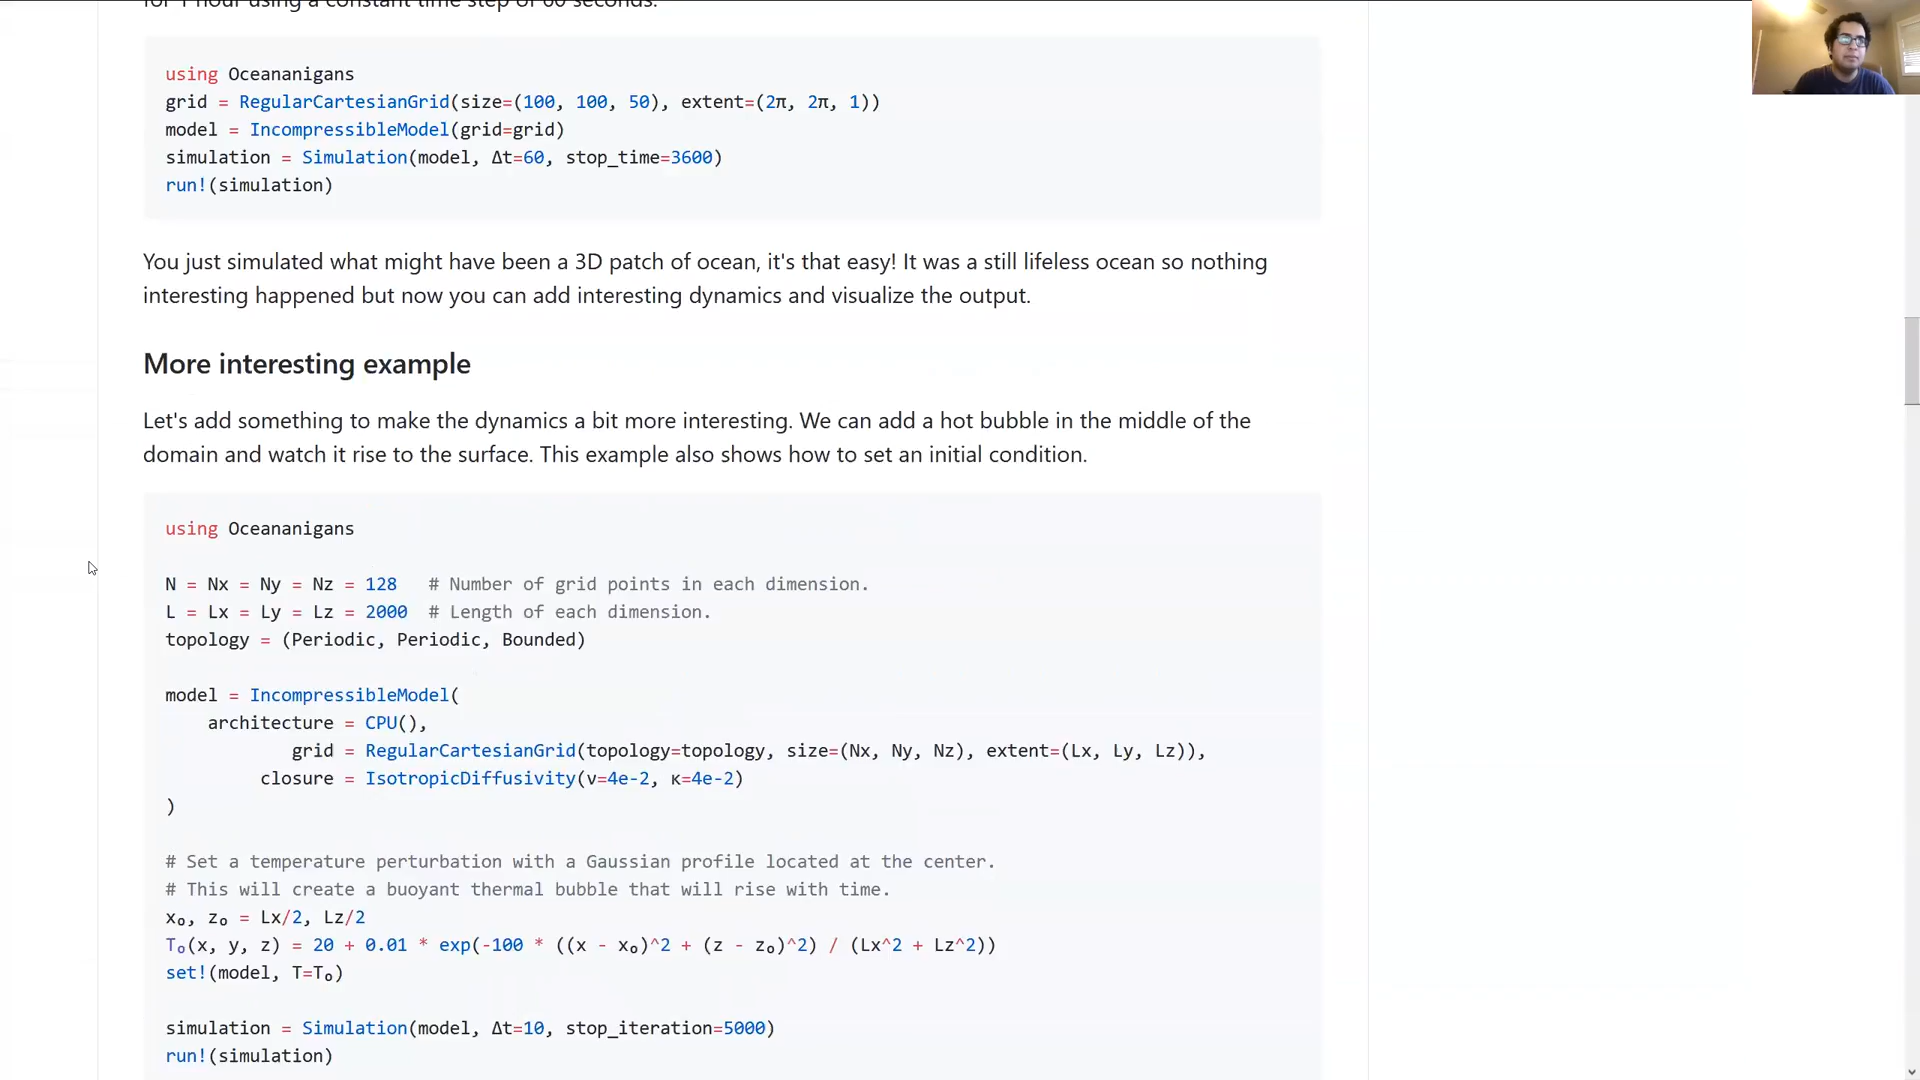 for 1 hour using a constant time step of 60 seconds.
using Oceananigans
grid = RegularCartesianGrid(size=(100, 100, 50), extent=(2π, 2π, 1))
model = IncompressibleModel(grid=grid)
simulation = Simulation(model, Δt=60, stop_time=3600)
run!(simulation)
You just simulated what might have been a 3D patch of ocean, it's that easy! It was a still lifeless ocean so nothing
interesting happened but now you can add interesting dynamics and visualize the output.
More interesting example
Let's add something to make the dynamics a bit more interesting. We can add a hot bubble in the middle of the
domain and watch it rise to the surface. This example also shows how to set an initial condition.
using Oceananigans
N = Nx = Ny = Nz = 128   # Number of grid points in each dimension.
L = Lx = Ly = Lz = 2000  # Length of each dimension.
topology = (Periodic, Periodic, Bounded)
model = IncompressibleModel(
    architecture = CPU(),
            grid = RegularCartesianGrid(topology=topology, size=(Nx, Ny, Nz), extent=(Lx, Ly, Lz)),
         closure = IsotropicDiffusivity(ν=4e-2, κ=4e-2)
)
# Set a temperature perturbation with a Gaussian profile located at the center.
# This will create a buoyant thermal bubble that will rise with time.
x₀, z₀ = Lx/2, Lz/2
T₀(x, y, z) = 20 + 0.01 * exp(-100 * ((x - x₀)^2 + (z - z₀)^2) / (Lx^2 + Lz^2))
set!(model, T=T₀)
simulation = Simulation(model, Δt=10, stop_iteration=5000)
run!(simulation)